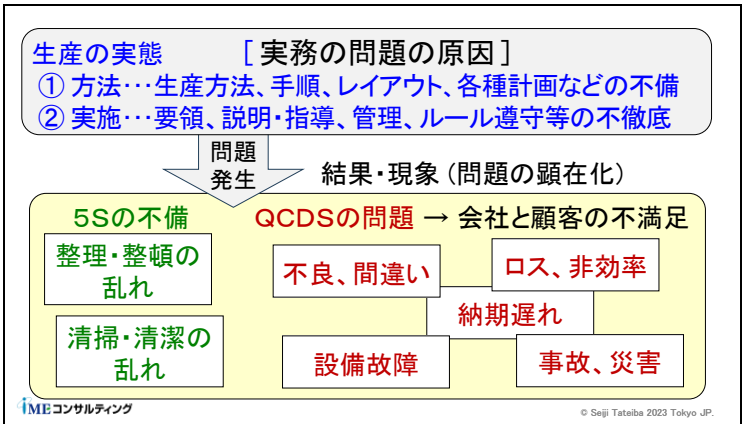 生産の実態 [ 実務の問題の原因 ]
① 方法…生産方法、手順、レイアウト、各種計画などの不備
② 実施…要領、説明・指導、管理、ルール遵守等の不徹底
問題
発生
結果・現象 (問題の顕在化)
5Sの不備
QCDSの問題 → 会社と顧客の不満足
整理・整頓の
乱れ
不良、間違い
ロス、非効率
納期遅れ
清掃・清潔の
乱れ
設備故障
事故、災害
iMEコンサルティング
© Seiji Tateiba 2023 Tokyo JP.